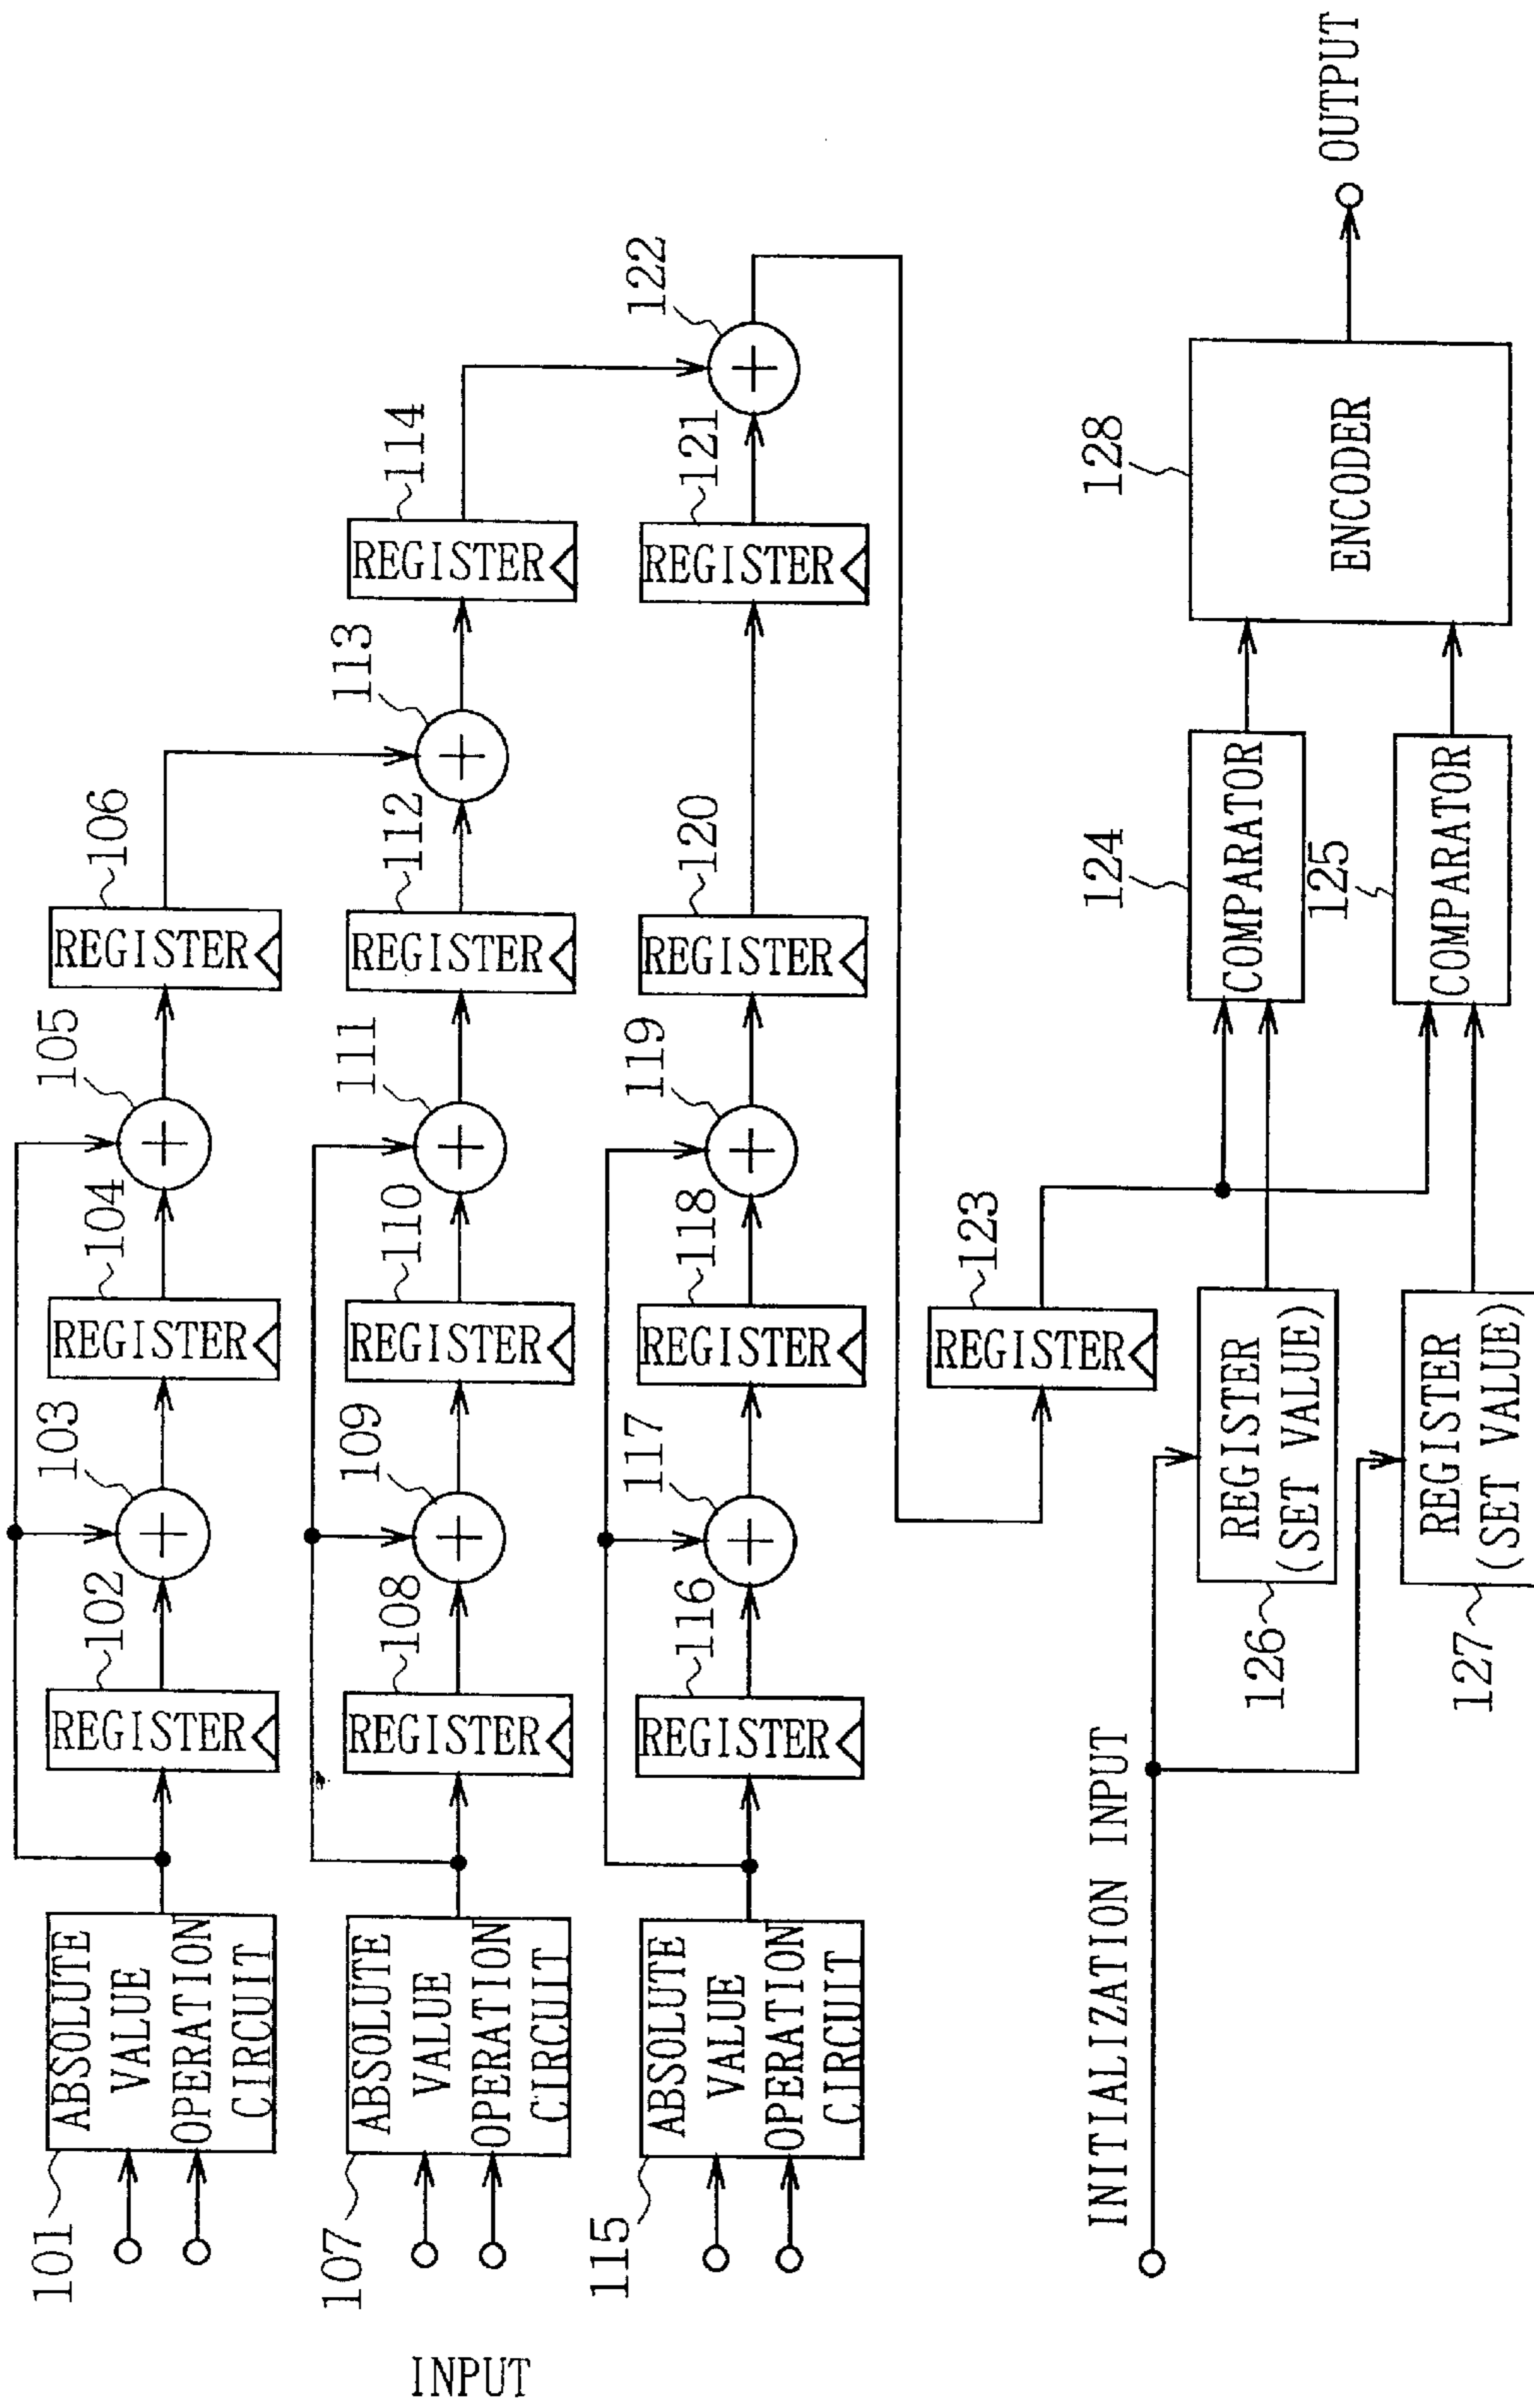 INPUT
101
ABSOLUTE
VALUE
OPERATION
CIRCUIT
102
REGISTER
103
104
REGISTER
105
106
REGISTER
107
ABSOLUTE
VALUE
OPERATION
CIRCUIT
108
REGISTER
109
110
REGISTER
111
112
REGISTER
113
114
REGISTER
115
ABSOLUTE
VALUE
OPERATION
CIRCUIT
116
REGISTER
117
118
REGISTER
119
120
REGISTER
121
REGISTER
122
123
REGISTER
INITIALIZATION INPUT
126
REGISTER
(SET VALUE)
127
REGISTER
(SET VALUE)
124
COMPARATOR
125
COMPARATOR
128
ENCODER
OUTPUT